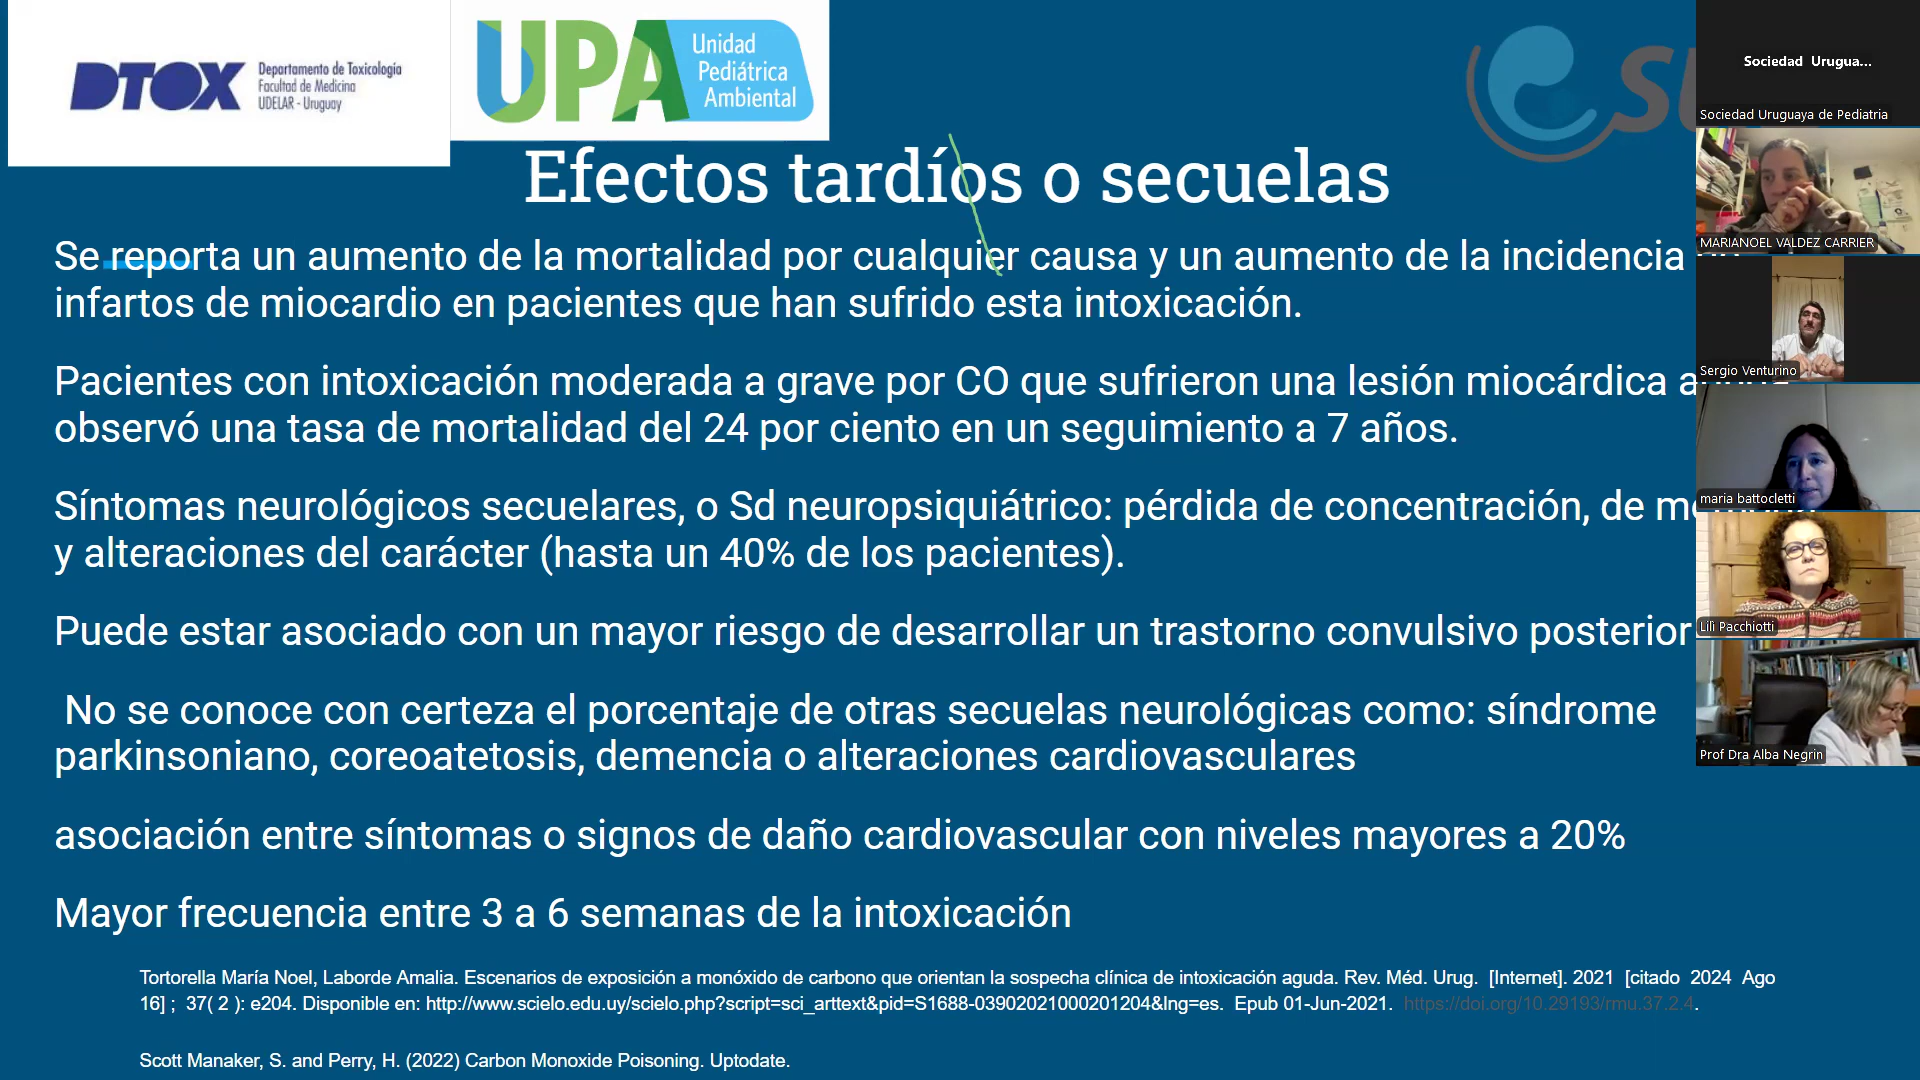 DTOX
Departamento de Toxicología
Facultad de Medicina
UDELAR - Uruguay
UPA
Unidad
Pediátrica
Ambiental
Efectos tardíos o secuelas
Se reporta un aumento de la mortalidad por cualquier causa y un aumento de la incidencia
infartos de miocardio en pacientes que han sufrido esta intoxicación.
Pacientes con intoxicación moderada a grave por CO que sufrieron una lesión miocárdica
observó una tasa de mortalidad del 24 por ciento en un seguimiento a 7 años.
Síntomas neurológicos secuelares, o Sd neuropsiquiátrico: pérdida de concentración, de
y alteraciones del carácter (hasta un 40% de los pacientes).
Puede estar asociado con un mayor riesgo de desarrollar un trastorno convulsivo posterior
No se conoce con certeza el porcentaje de otras secuelas neurológicas como: síndrome
parkinsoniano, coreoatetosis, demencia o alteraciones cardiovasculares
asociación entre síntomas o signos de daño cardiovascular con niveles mayores a 20%
Mayor frecuencia entre 3 a 6 semanas de la intoxicación
Tortorella María Noel, Laborde Amalia. Escenarios de exposición a monóxido de carbono que orientan la sospecha clínica de intoxicación aguda. Rev. Méd. Urug. [Internet]. 2021 [citado 2024 Ago
16] ; 37( 2 ): e204. Disponible en: http://www.scielo.edu.uy/scielo.php?script=sci_arttext&pid=S1688-03902021000201204&lng=es. Epub 01-Jun-2021. https://doi.org/10.29193/rmu.37.2.4.
Scott Manaker, S. and Perry, H. (2022) Carbon Monoxide Poisoning. Uptodate.
Sociedad Urugua...
Sociedad Uruguaya de Pediatria
MARIANOEL VALDEZ CARRIER
Sergio Venturino
maria battocletti
Lili Pacchiotti
Prof Dra Alba Negrin